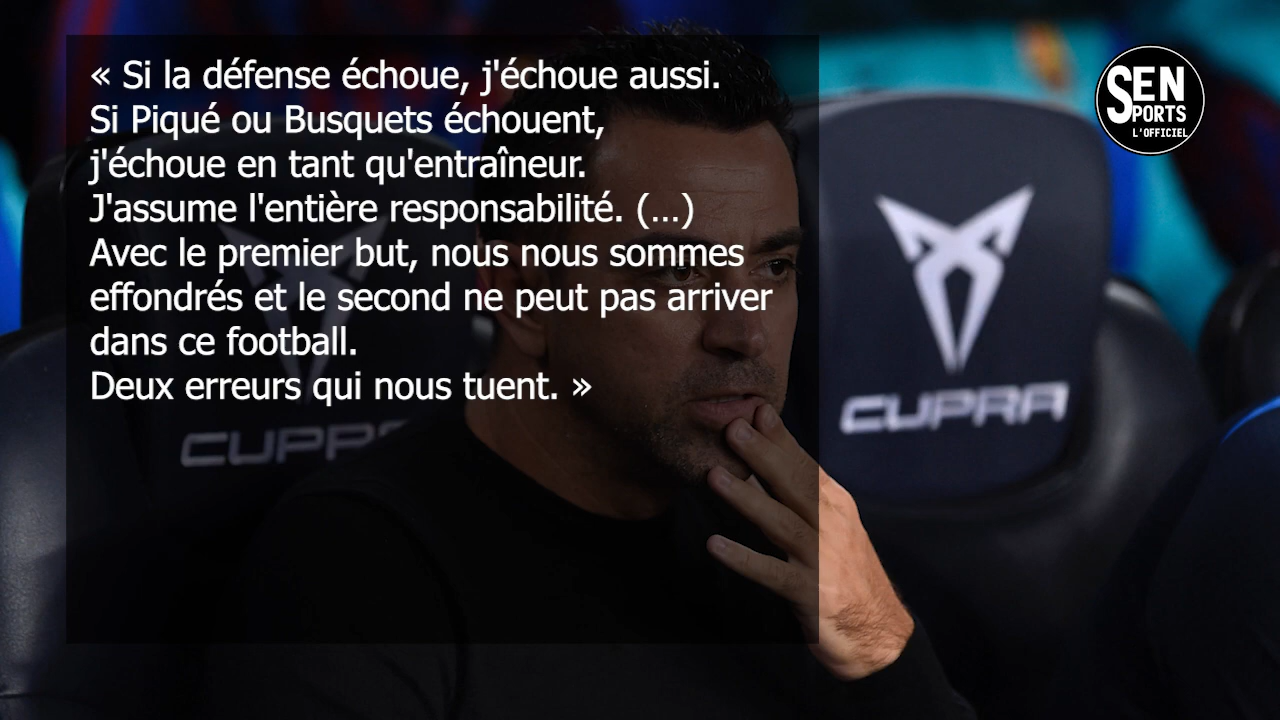 « Si la défense échoue, j'échoue aussi.
Si Piqué ou Busquets échouent,
j'échoue en tant qu'entraîneur.
J'assume l'entière responsabilité. (...)
Avec le premier but, nous nous sommes
effondrés et le second ne peut pas arriver
dans ce football.
Deux erreurs qui nous tuent. »
SEN
SPORTS
L'OFFICIEL
CUPRA
CUPRA